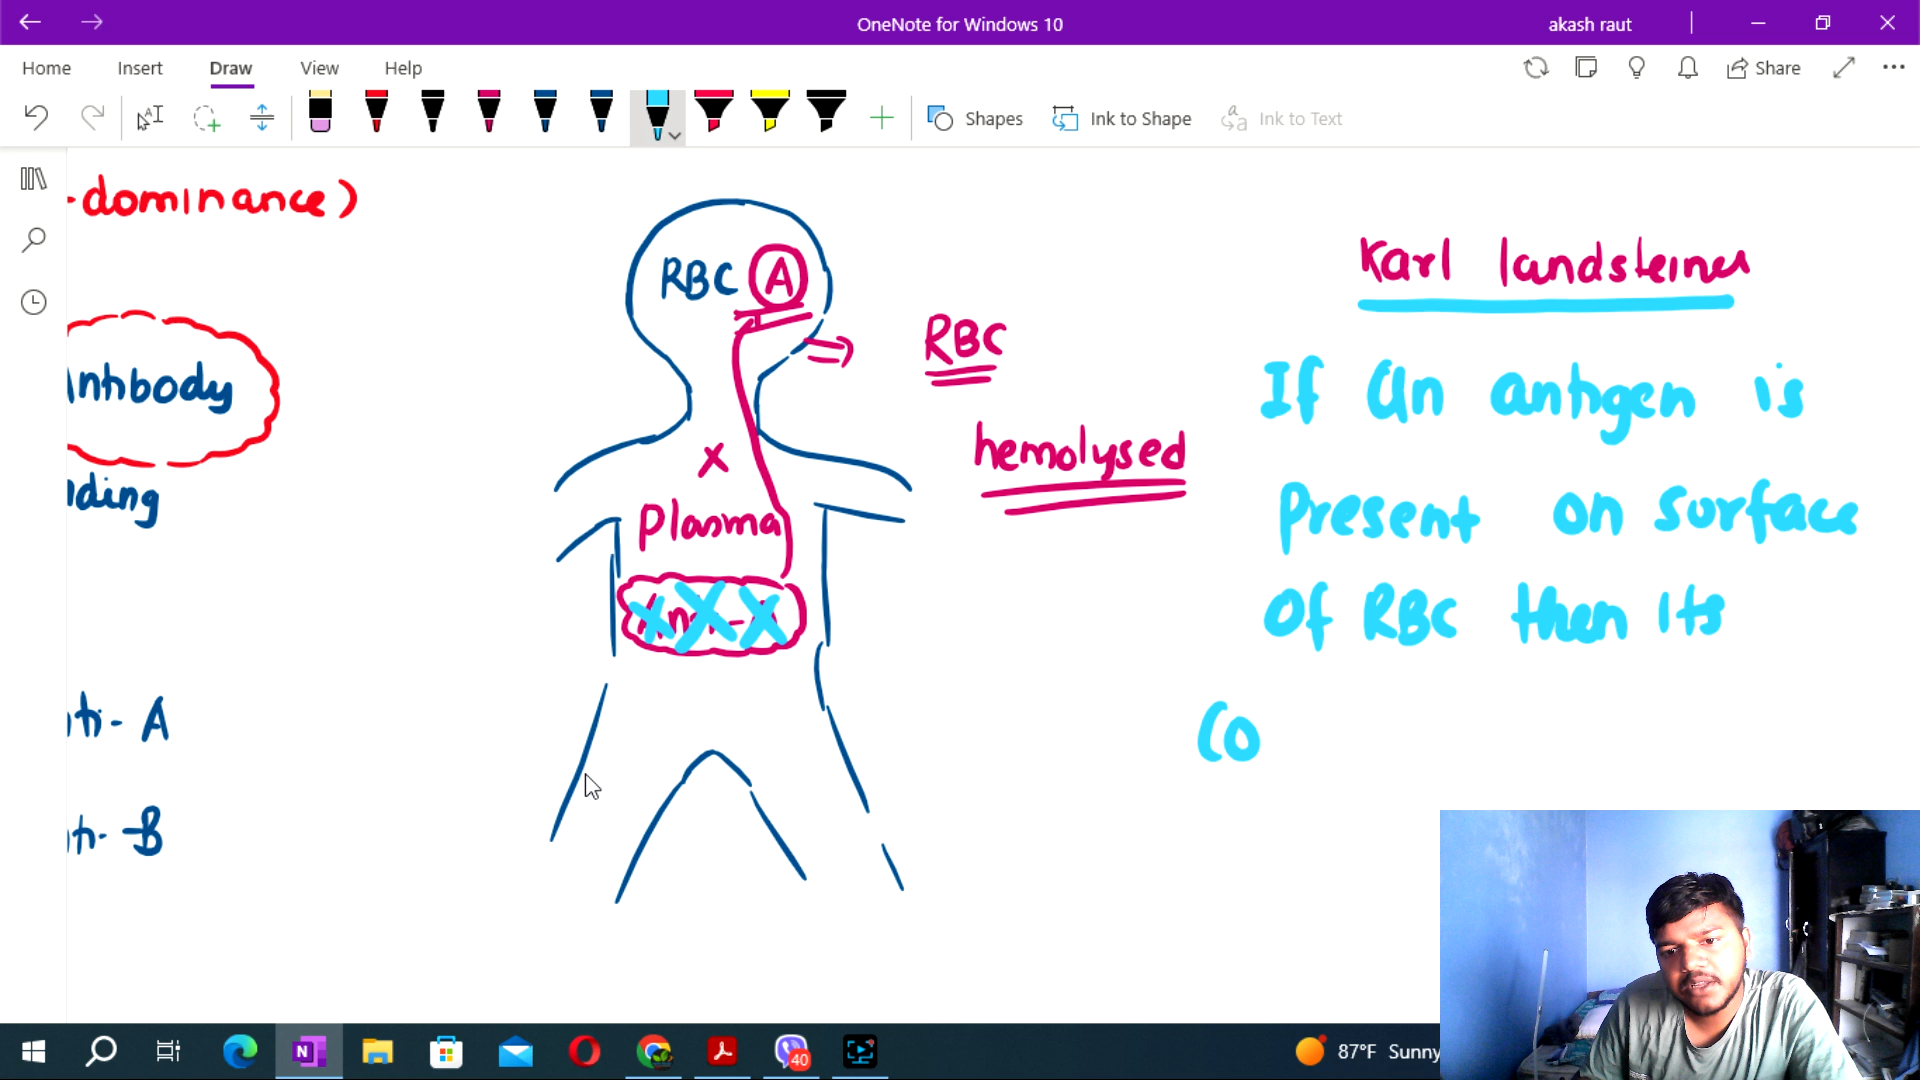 OneNote for Windows 10
akash raut
Home Insert Draw View Help
Share
Shapes Ink to Shape Ink to Text
-dominance)
ntibody
ding
ti- A
ti- B
RBC A
RBC
hemolysed
x
Plasma
XXX
Karl landsteiner
If an antigen is
Present on surface
Of RBC then its
Co
40
87°F Sunny